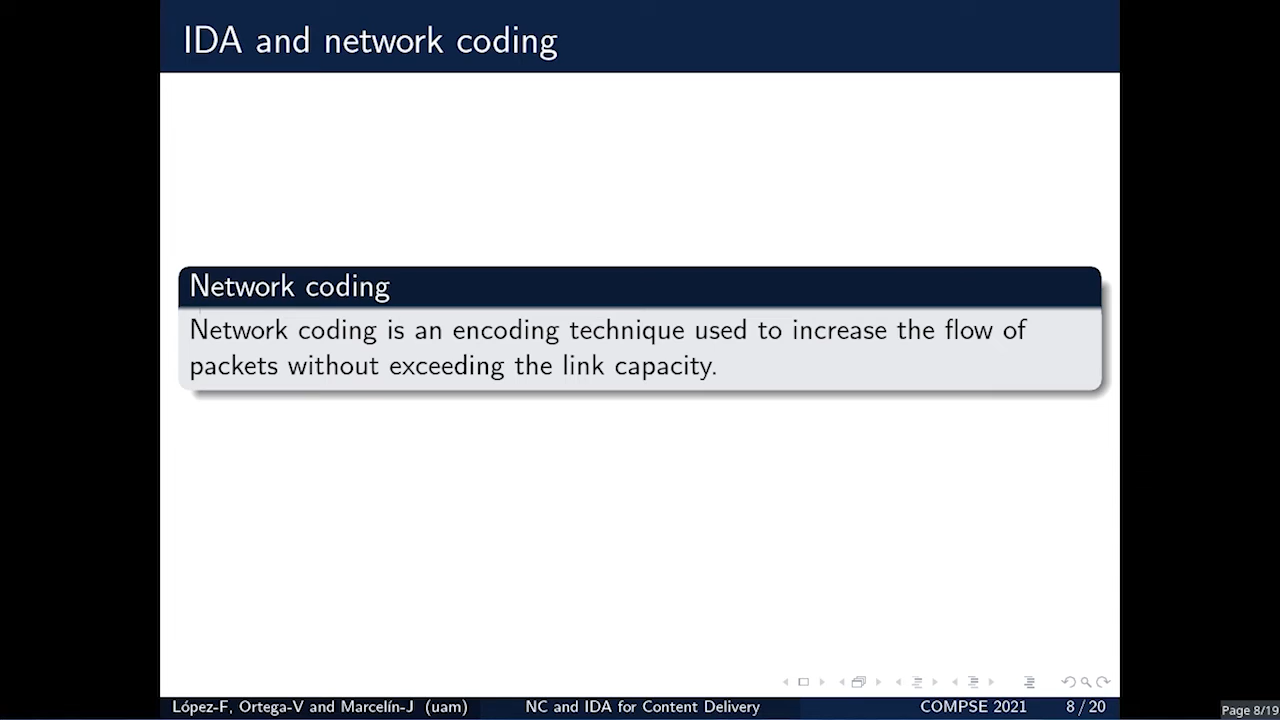 IDA and network coding
Network coding
Network coding is an encoding technique used to increase the flow of
packets without exceeding the link capacity.
López-F, Ortega-V and Marcelín-J (uam)
NC and IDA for Content Delivery
COMPSE 2021
8 / 20
Page 8/19